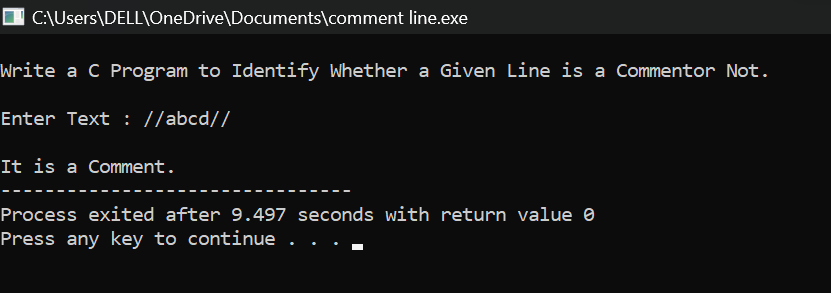 C:\Users\DELL\OneDrive\Documents\comment line.exe
Write a C Program to Identify Whether a Given Line is a Commentor Not.
Enter Text : //abcd//
It is a Comment.
--------------------------------
Process exited after 9.497 seconds with return value 0
Press any key to continue . . .